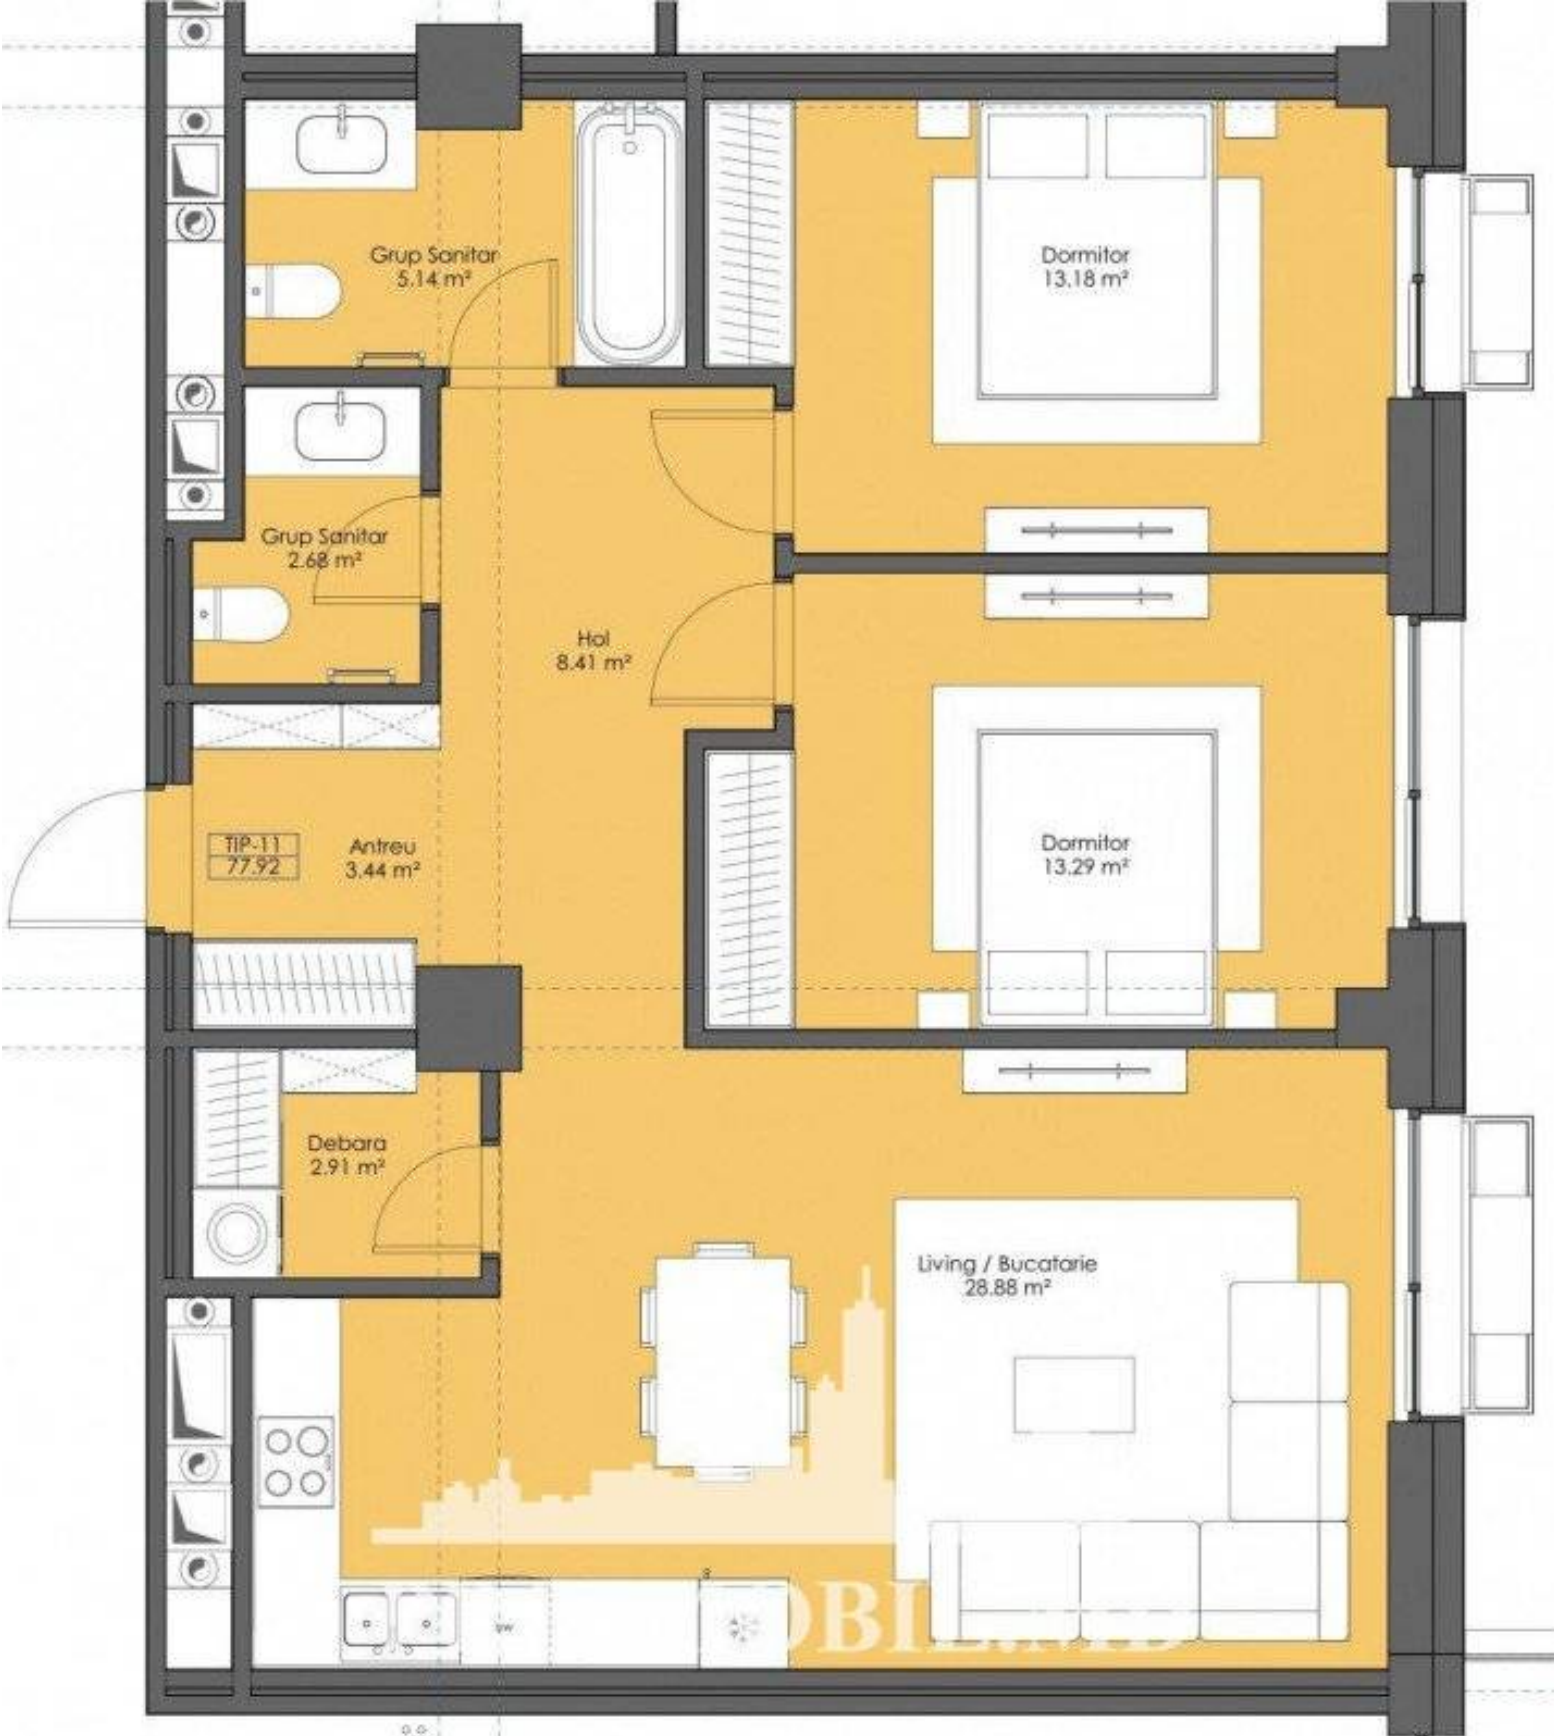 Grup Sanitar
5.14 m²
Dormitor
13.18 m²
Grup Sanitar
2.68 m²
Hol
8.41 m²
TIP-11
77.92
Antreu
3.44 m²
Dormitor
13.29 m²
Debara
2.91 m²
Living / Bucatarie
28.88 m²